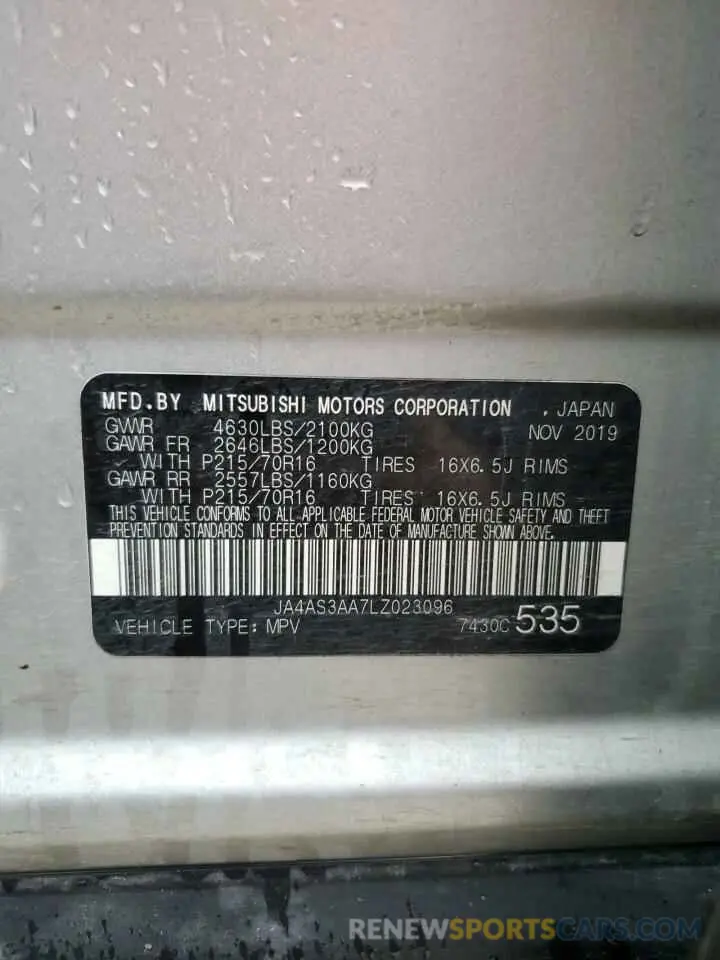 MFD.BY MITSUBISHI MOTORS CORPORATION , JAPAN
GVWR 4630LBS/2100KG NOV 2019
GAWR FR 2646LBS/1200KG
WITH P215/70R16 TIRES 16X6.5J RIMS
GAWR RR 2557LBS/1160KG
WITH P215/70R16 TIRES 16X6.5J RIMS
THIS VEHICLE CONFORMS TO ALL APPLICABLE FEDERAL MOTOR VEHICLE SAFETY AND THEFT
PREVENTION STANDARDS IN EFFECT ON THE DATE OF MANUFACTURE SHOWN ABOVE.
JA4AS3AA7LZ023096
VEHICLE TYPE: MPV 7430C 535
RENEWSPORTSCARS.COM